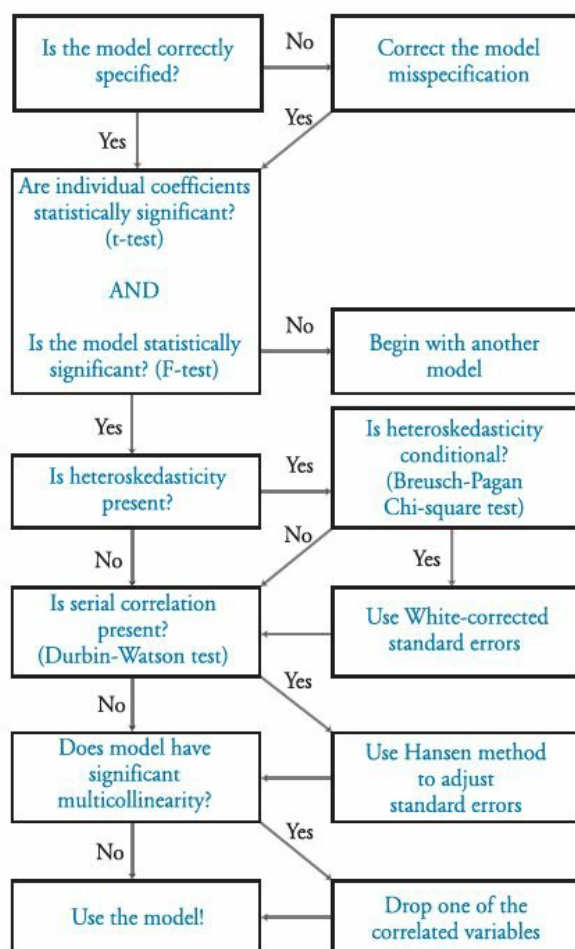 Is the model correctly
specified?
No
Correct the model
misspecification
Yes
Yes
Are individual coefficients
statistically significant?
(t-test)
AND
Is the model statistically
significant? (F-test)
No
Begin with another
model
Yes
Is heteroskedasticity
present?
Yes
Is heteroskedasticity
conditional?
(Breusch-Pagan
Chi-square test)
No
No
Yes
Is serial correlation
present?
(Durbin-Watson test)
Use White-corrected
standard errors
No
Yes
Does model have
significant
multicollinearity?
Use Hansen method
to adjust
standard errors
No
Yes
Use the model!
Drop one of the
correlated variables